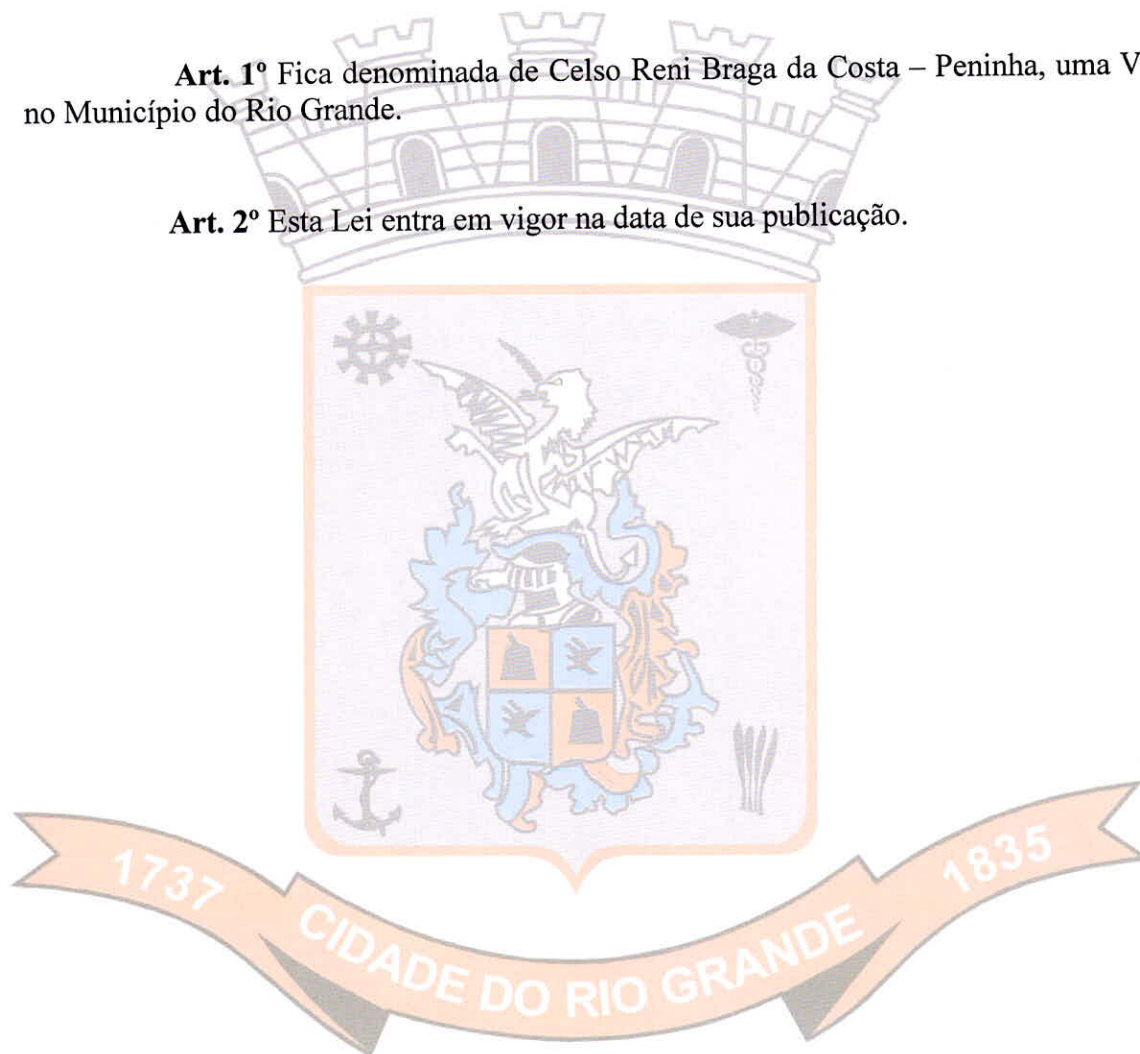 Art. 1º Fica denominada de Celso Reni Braga da Costa – Peninha, uma V
no Município do Rio Grande.
Art. 2º Esta Lei entra em vigor na data de sua publicação.
1737
CIDADE DO RIO GRANDE
1835